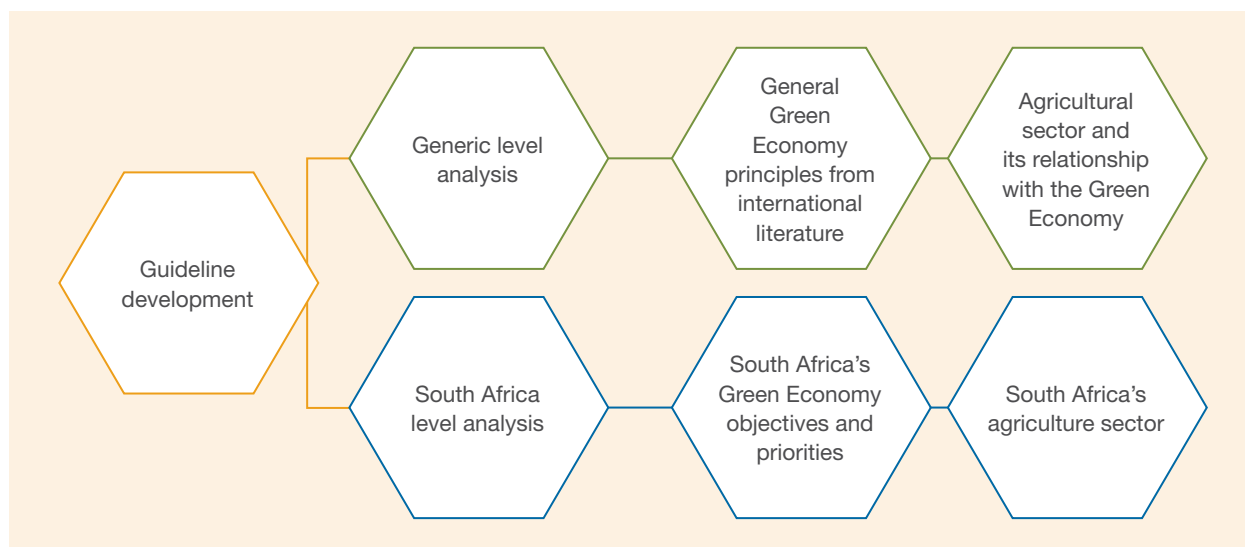 Guideline
development
Generic level
analysis
General
Green
Economy
principles from
international
literature
Agricultural
sector and
its relationship
with the Green
Economy
South Africa
level analysis
South Africa’s
Green Economy
objectives and
priorities
South Africa’s
agriculture sector